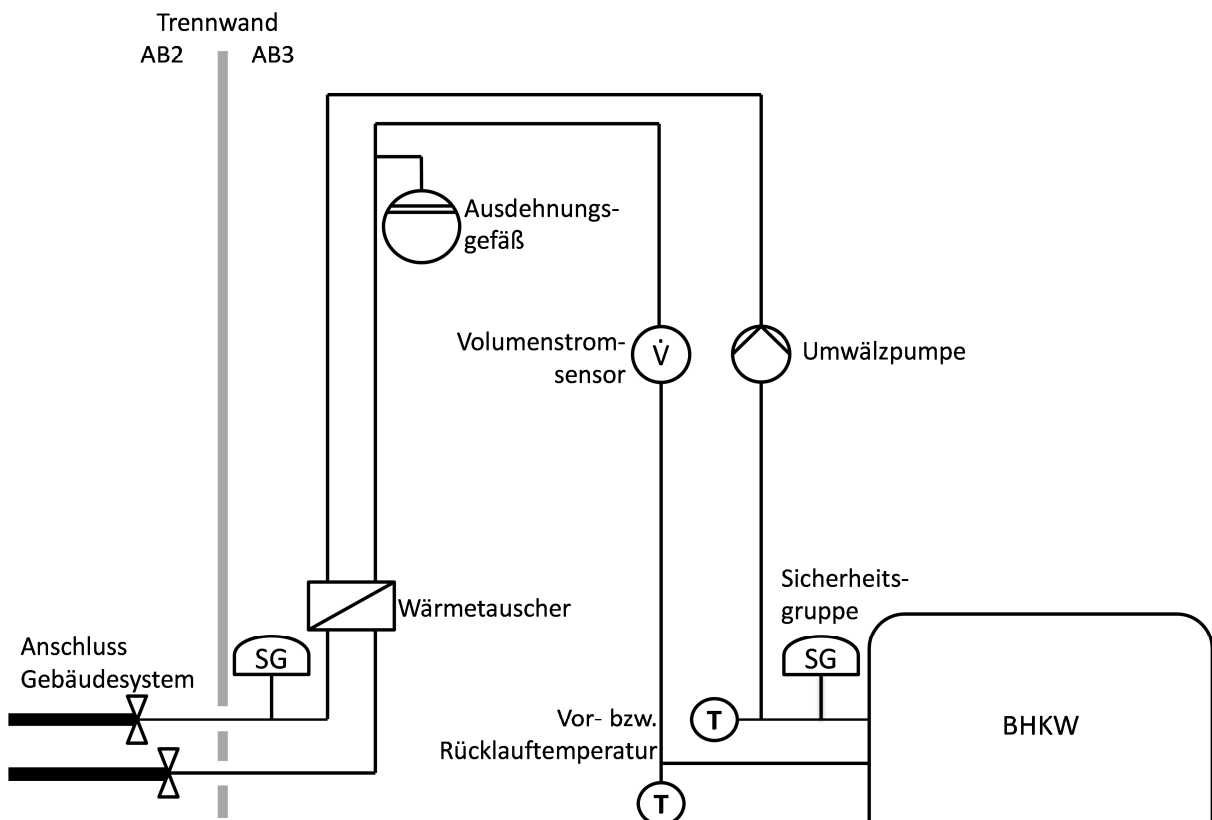 Trennwand
AB2
AB3
Ausdehnungs-
gefäß
Volumenstrom-
sensor
V̇
Umwälzpumpe
Sicherheits-
gruppe
Wärmetauscher
Anschluss
Gebäudesystem
SG
SG
Vor- bzw.
Rücklauftemperatur
T
BHKW
T